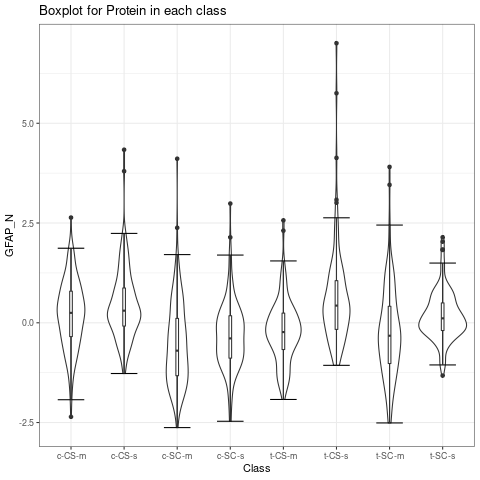 Boxplot for Protein in each class
GFAP_N
5.0
2.5
0.0
-2.5
c-CS-m c-CS-s c-SC-m c-SC-s t-CS-m t-CS-s t-SC-m t-SC-s
Class